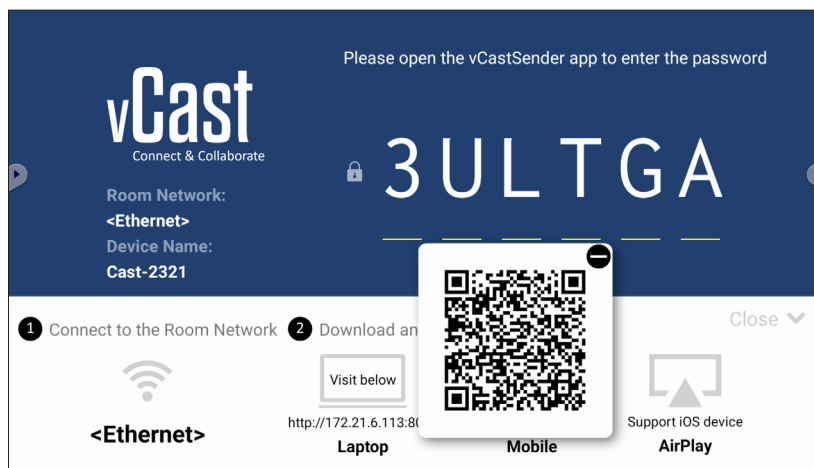 Please open the vCastSender app to enter the password
vCast
Connect & Collaborate
3ULTGA
Room Network:
<Ethernet>
Device Name:
Cast-2321
1 Connect to the Room Network
2 Download an
Close
Visit below
http://172.21.6.113:80
Support iOS device
<Ethernet>
Laptop
Mobile
AirPlay